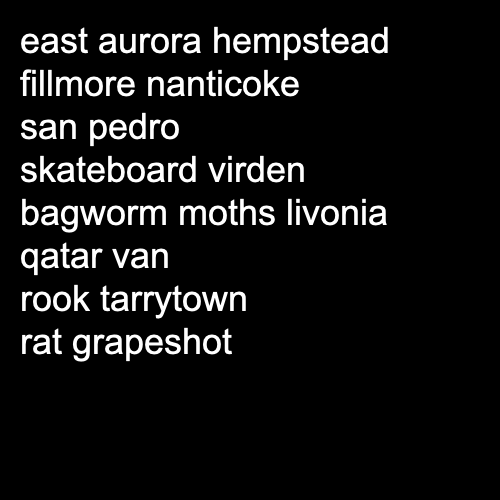 east aurora hempstead
fillmore nanticoke
san pedro
skateboard virden
bagworm moths livonia
qatar van
rook tarrytown
rat grapeshot